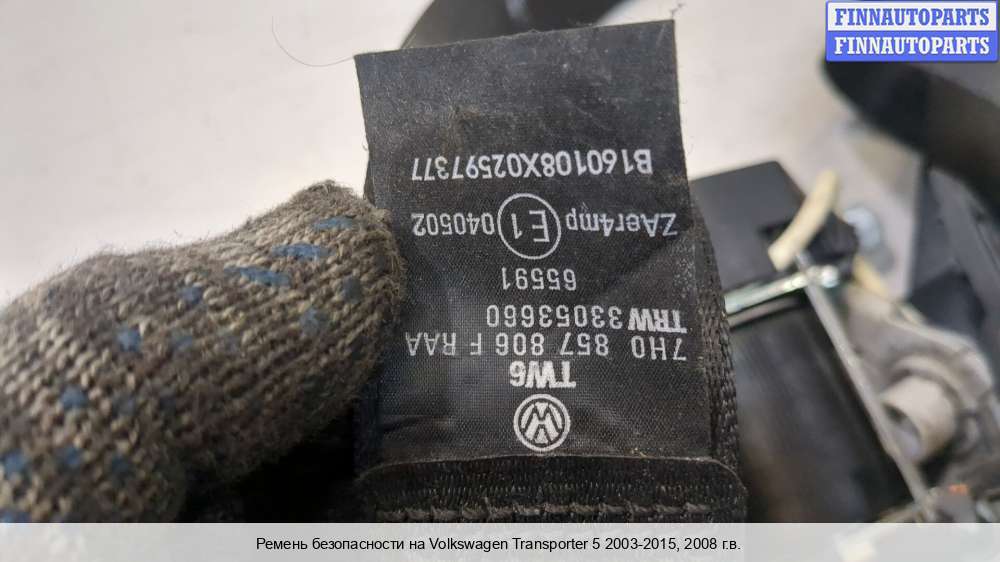 FINNAUTOPARTS
FINNAUTOPARTS
TW6
7H0 857 806 F RAA
TRW 33053660
65591
ZAer4mp E1 040502
B160108X02597377
Ремень безопасности на Volkswagen Transporter 5 2003-2015, 2008 г.в.